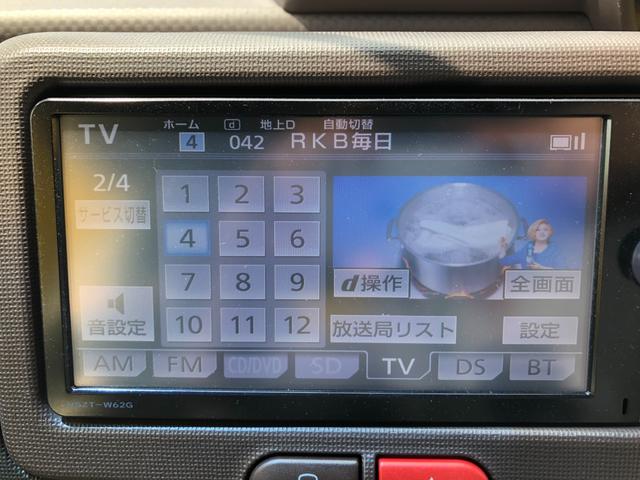 TV ホーム d 地上D 自動切替
4 042 RKB毎日
2/4
サービス切替
1 2 3
4 5 6
7 8 9
10 11 12
音設定
d操作 全画面
放送局リスト 設定
AM FM CD/DVD SD TV DS BT
NSZT-W62G